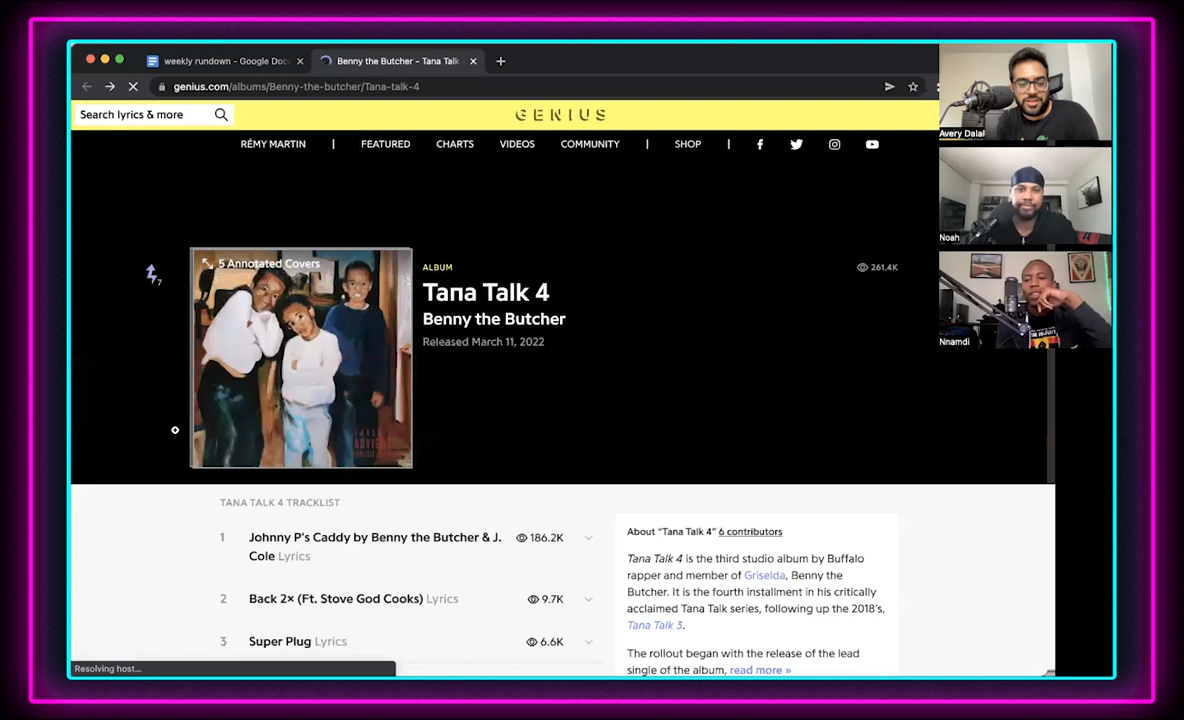 weekly rundown - Google Doc
Benny the Butcher - Tana Talk
genius.com/albums/Benny-the-butcher/Tana-talk-4
Search lyrics & more
GENIUS
RÉMY MARTIN | FEATURED CHARTS VIDEOS COMMUNITY | SHOP |
Avery Dalal
Noah
Nnamdi
7
5 Annotated Covers
ALBUM
261.4K
Tana Talk 4
Benny the Butcher
Released March 11, 2022
TANA TALK 4 TRACKLIST
1 Johnny P's Caddy by Benny the Butcher & J. Cole Lyrics 186.2K
2 Back 2× (Ft. Stove God Cooks) Lyrics 9.7K
3 Super Plug Lyrics 6.6K
About “Tana Talk 4” 6 contributors
Tana Talk 4 is the third studio album by Buffalo
rapper and member of Griselda, Benny the
Butcher. It is the fourth installment in his critically
acclaimed Tana Talk series, following up the 2018's,
Tana Talk 3.
The rollout began with the release of the lead
single of the album, read more »
Resolving host...